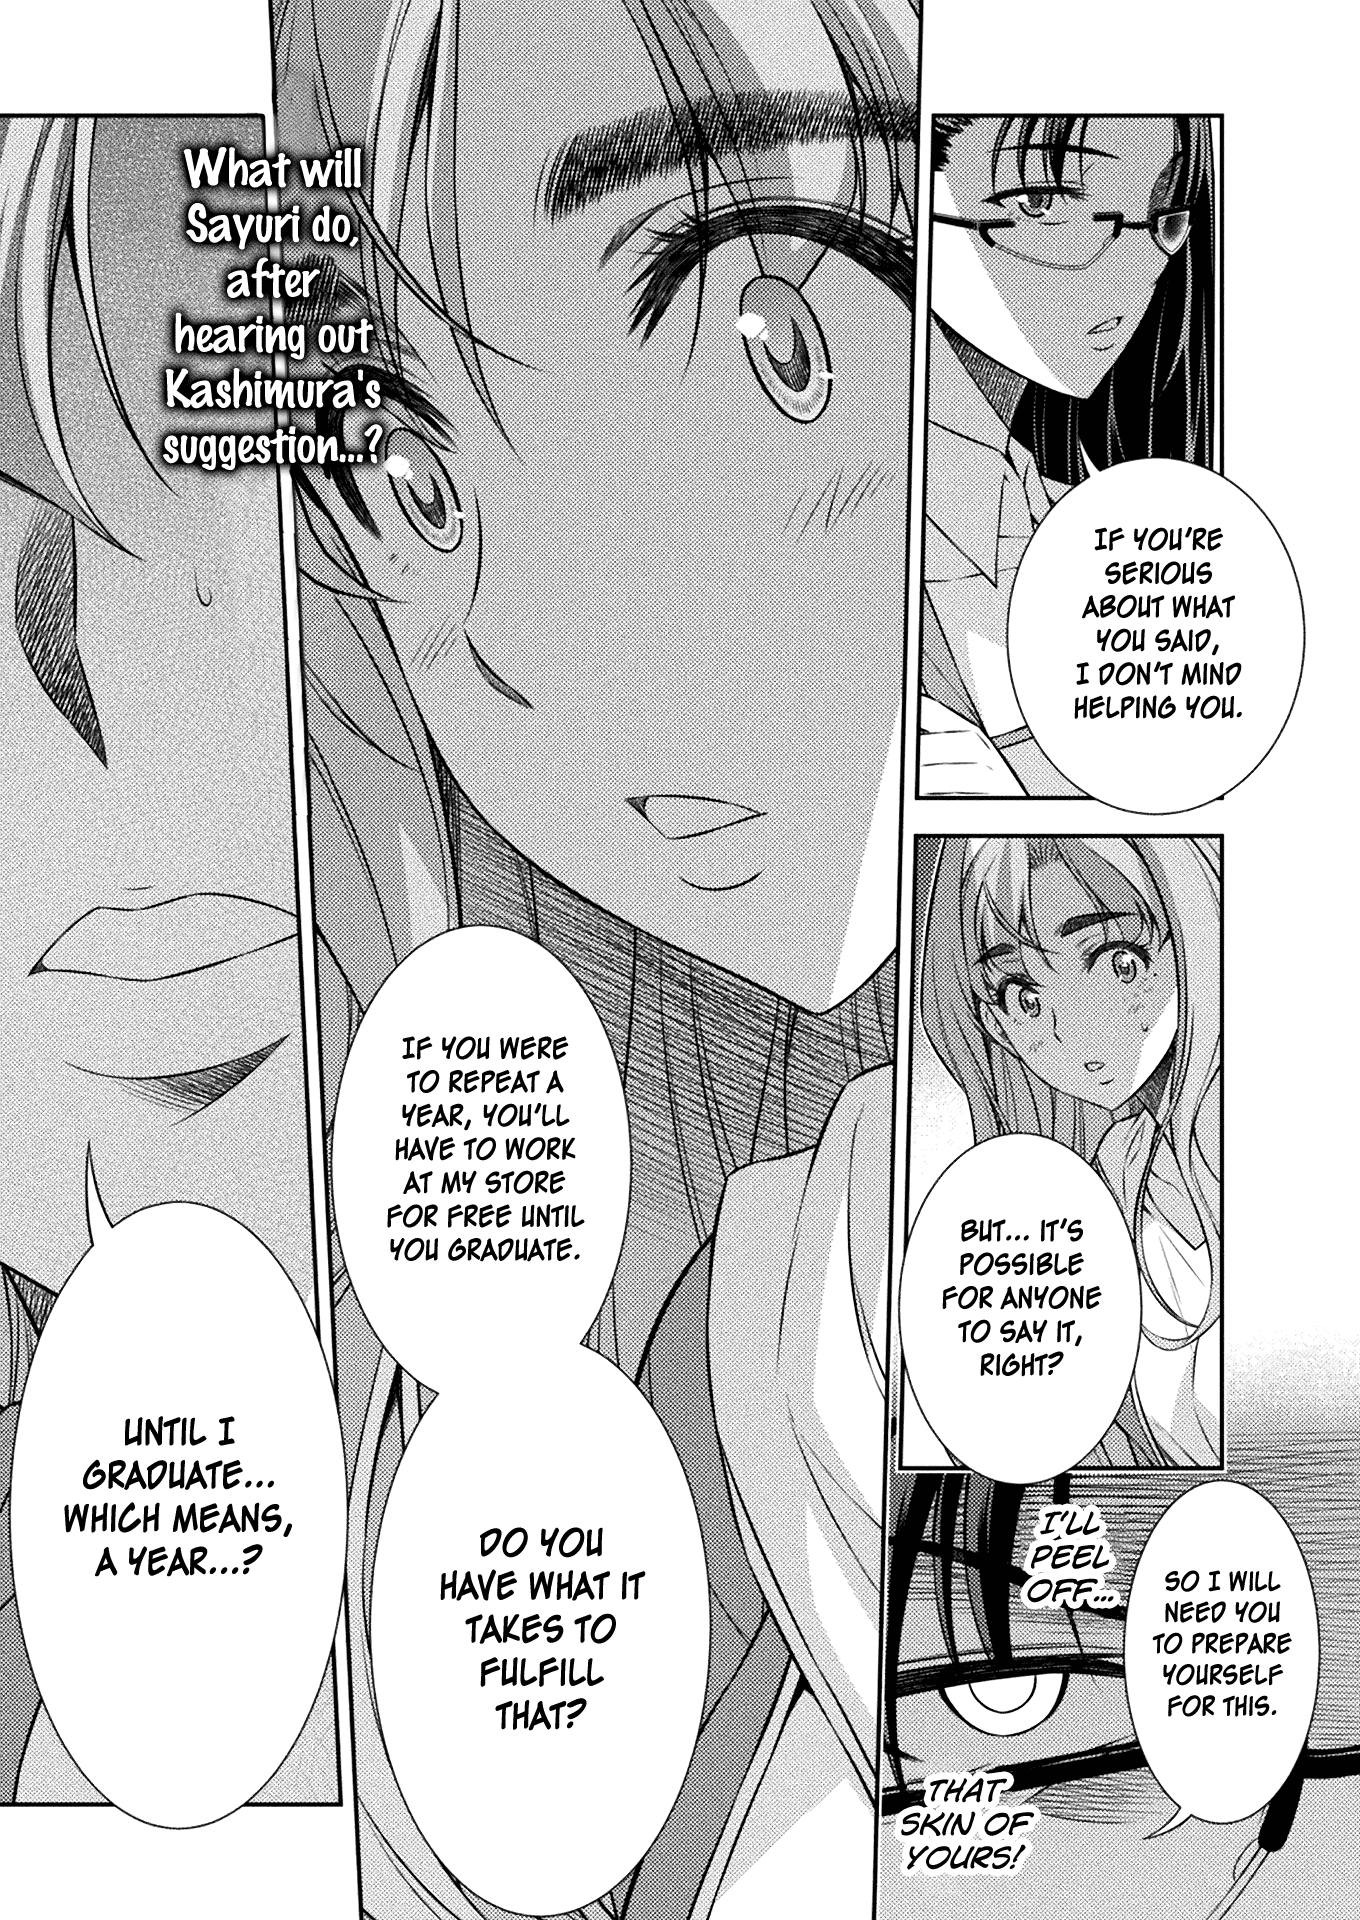 IF YOU'RE
SERIOUS
ABOUT WHAT
YOU SAID,
I DON'T MIND
HELPING YOU.
BUT... IT'S
POSSIBLE
FOR ANYONE
TO SAY IT,
RIGHT?
SO I WILL
NEED YOU
TO PREPARE
YOURSELF
FOR THIS.
I'LL
PEEL
OFF...
THAT
SKIN OF
YOURS!
IF YOU WERE
TO REPEAT A
YEAR, YOU'LL
HAVE TO WORK
AT MY STORE
FOR FREE UNTIL
YOU GRADUATE.
DO YOU
HAVE WHAT IT
TAKES TO
FULFILL
THAT?
UNTIL I
GRADUATE...
WHICH MEANS,
A YEAR...?
What will
Sayuri do,
after
hearing out
Kashimura's
suggestion...?